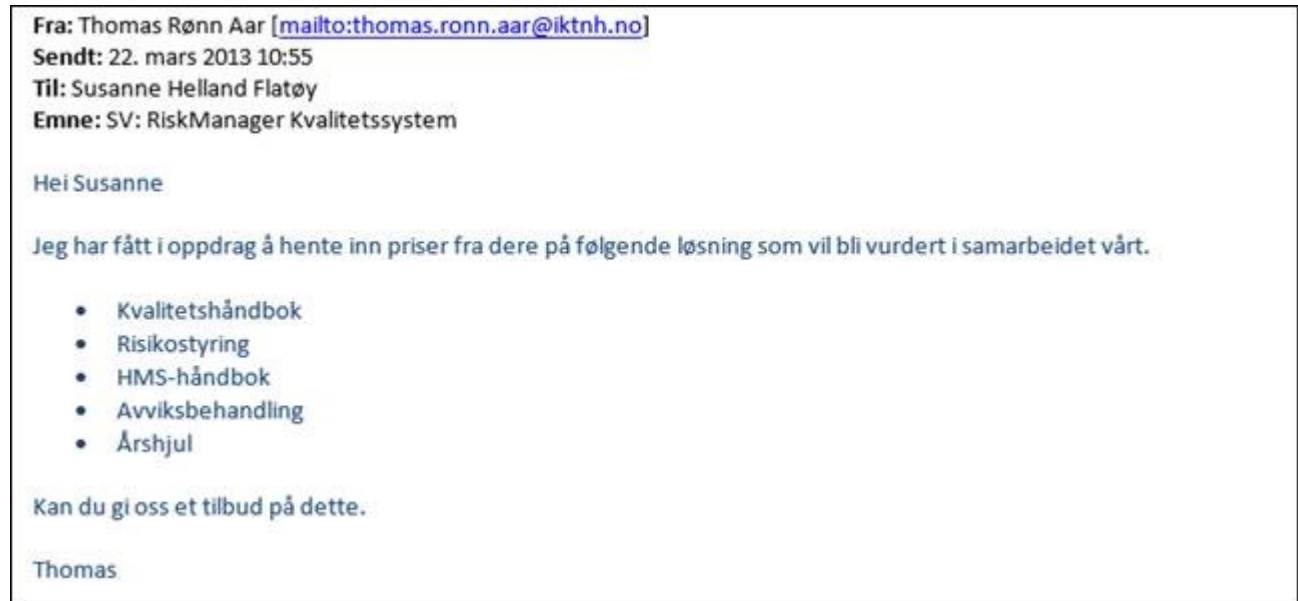 Fra: Thomas Rønn Aar [mailto:thomas.ronn.aar@iktnh.no]
Sendt: 22. mars 2013 10:55
Til: Susanne Helland Flatøy
Emne: SV: RiskManager Kvalitetssystem
Hei Susanne
Jeg har fått i oppdrag å hente inn priser fra dere på følgende løsning som vil bli vurdert i samarbeidet vårt.
• Kvalitetshåndbok
• Risikostyring
• HMS-håndbok
• Avviksbehandling
• Årshjul
Kan du gi oss et tilbud på dette.
Thomas